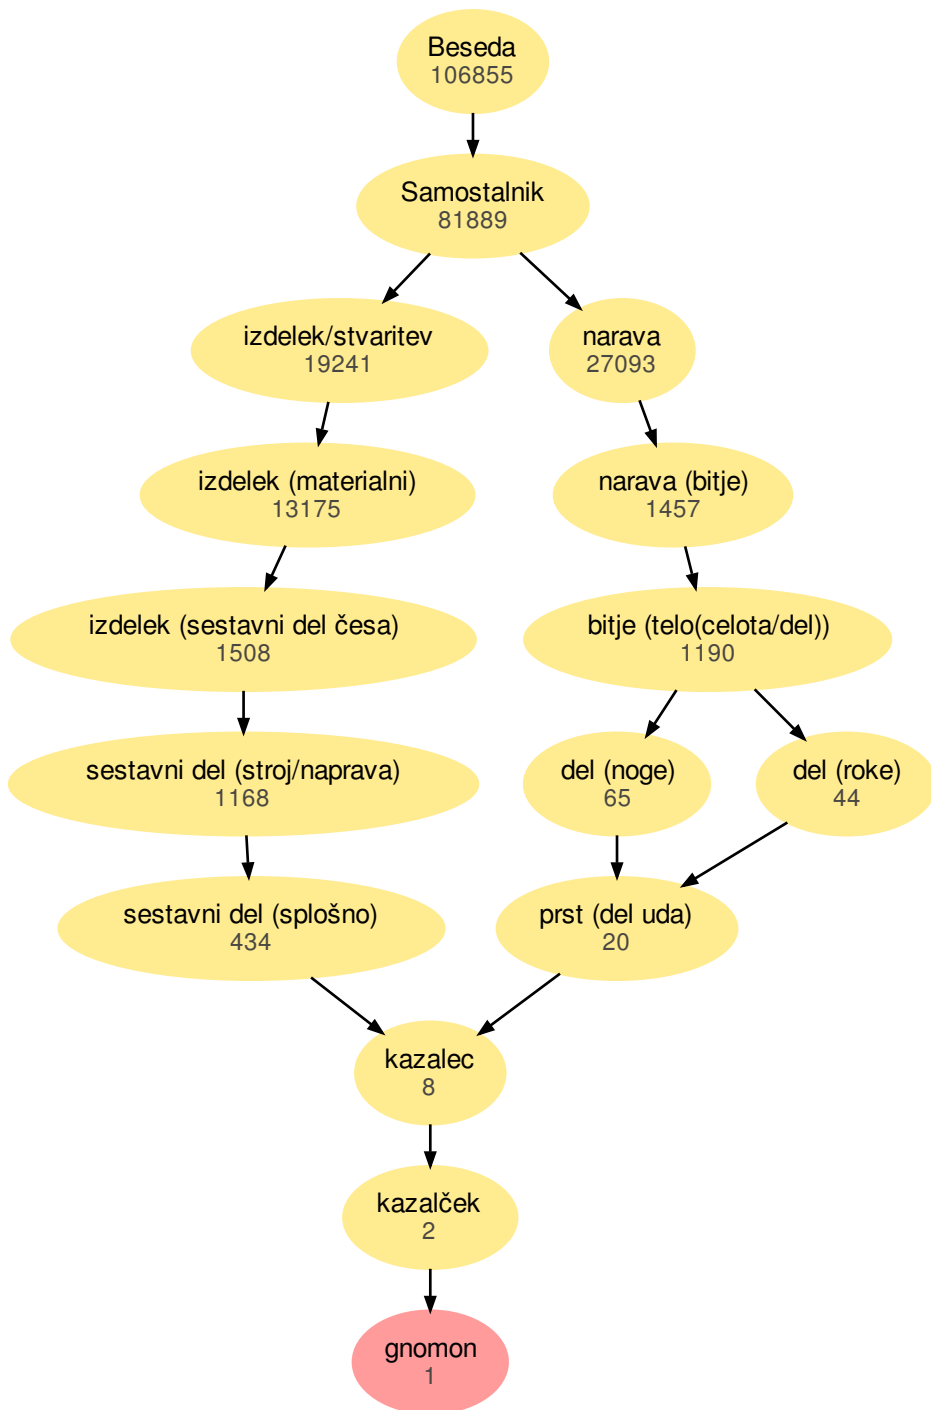 Beseda
106855
Samostalnik
81889
izdelek/stvaritev
19241
narava
27093
izdelek (materialni)
13175
narava (bitje)
1457
izdelek (sestavni del česa)
1508
bitje (telo(celota/del))
1190
sestavni del (stroj/naprava)
1168
del (noge)
65
del (roke)
44
sestavni del (splošno)
434
prst (del uda)
20
kazalec
8
kazalček
2
gnomon
1